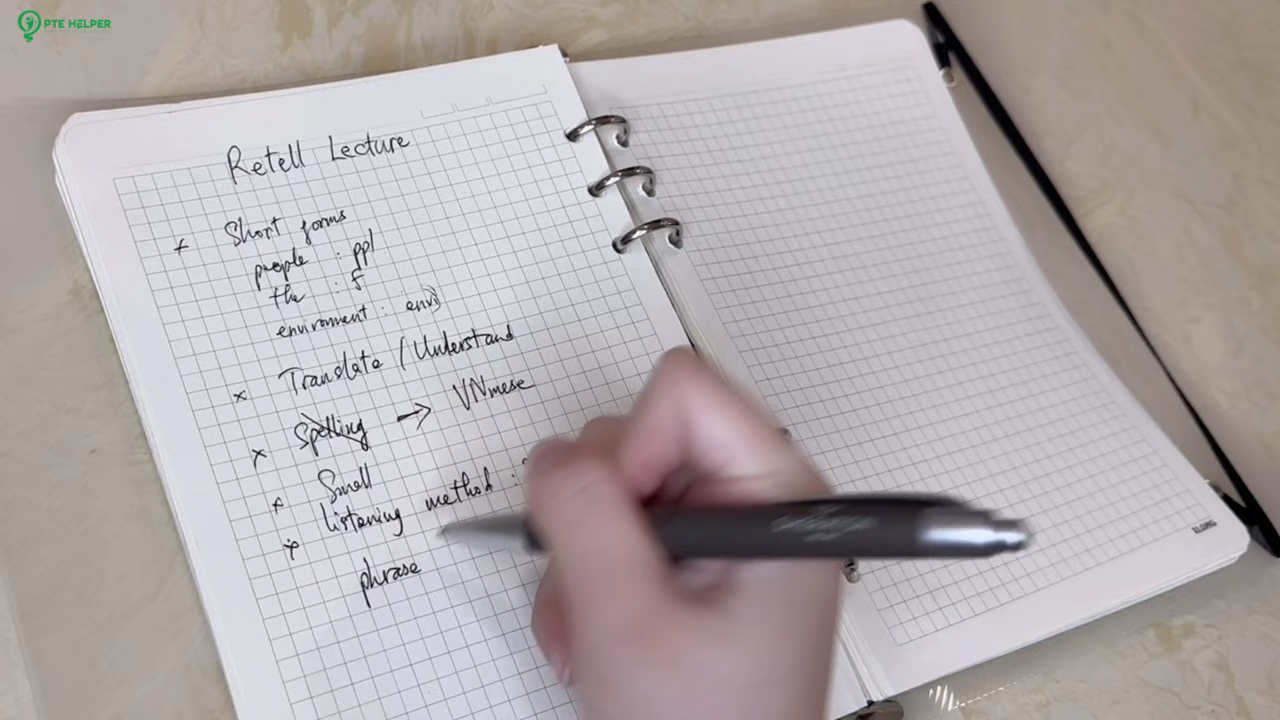 PTE HELPER
Retell Lecture
x Short forms
people : ppl
the : f
environment : envi
x Translate / Understand
x Spelling → VNmese
x Small
x listening method :
phrase
ELONG